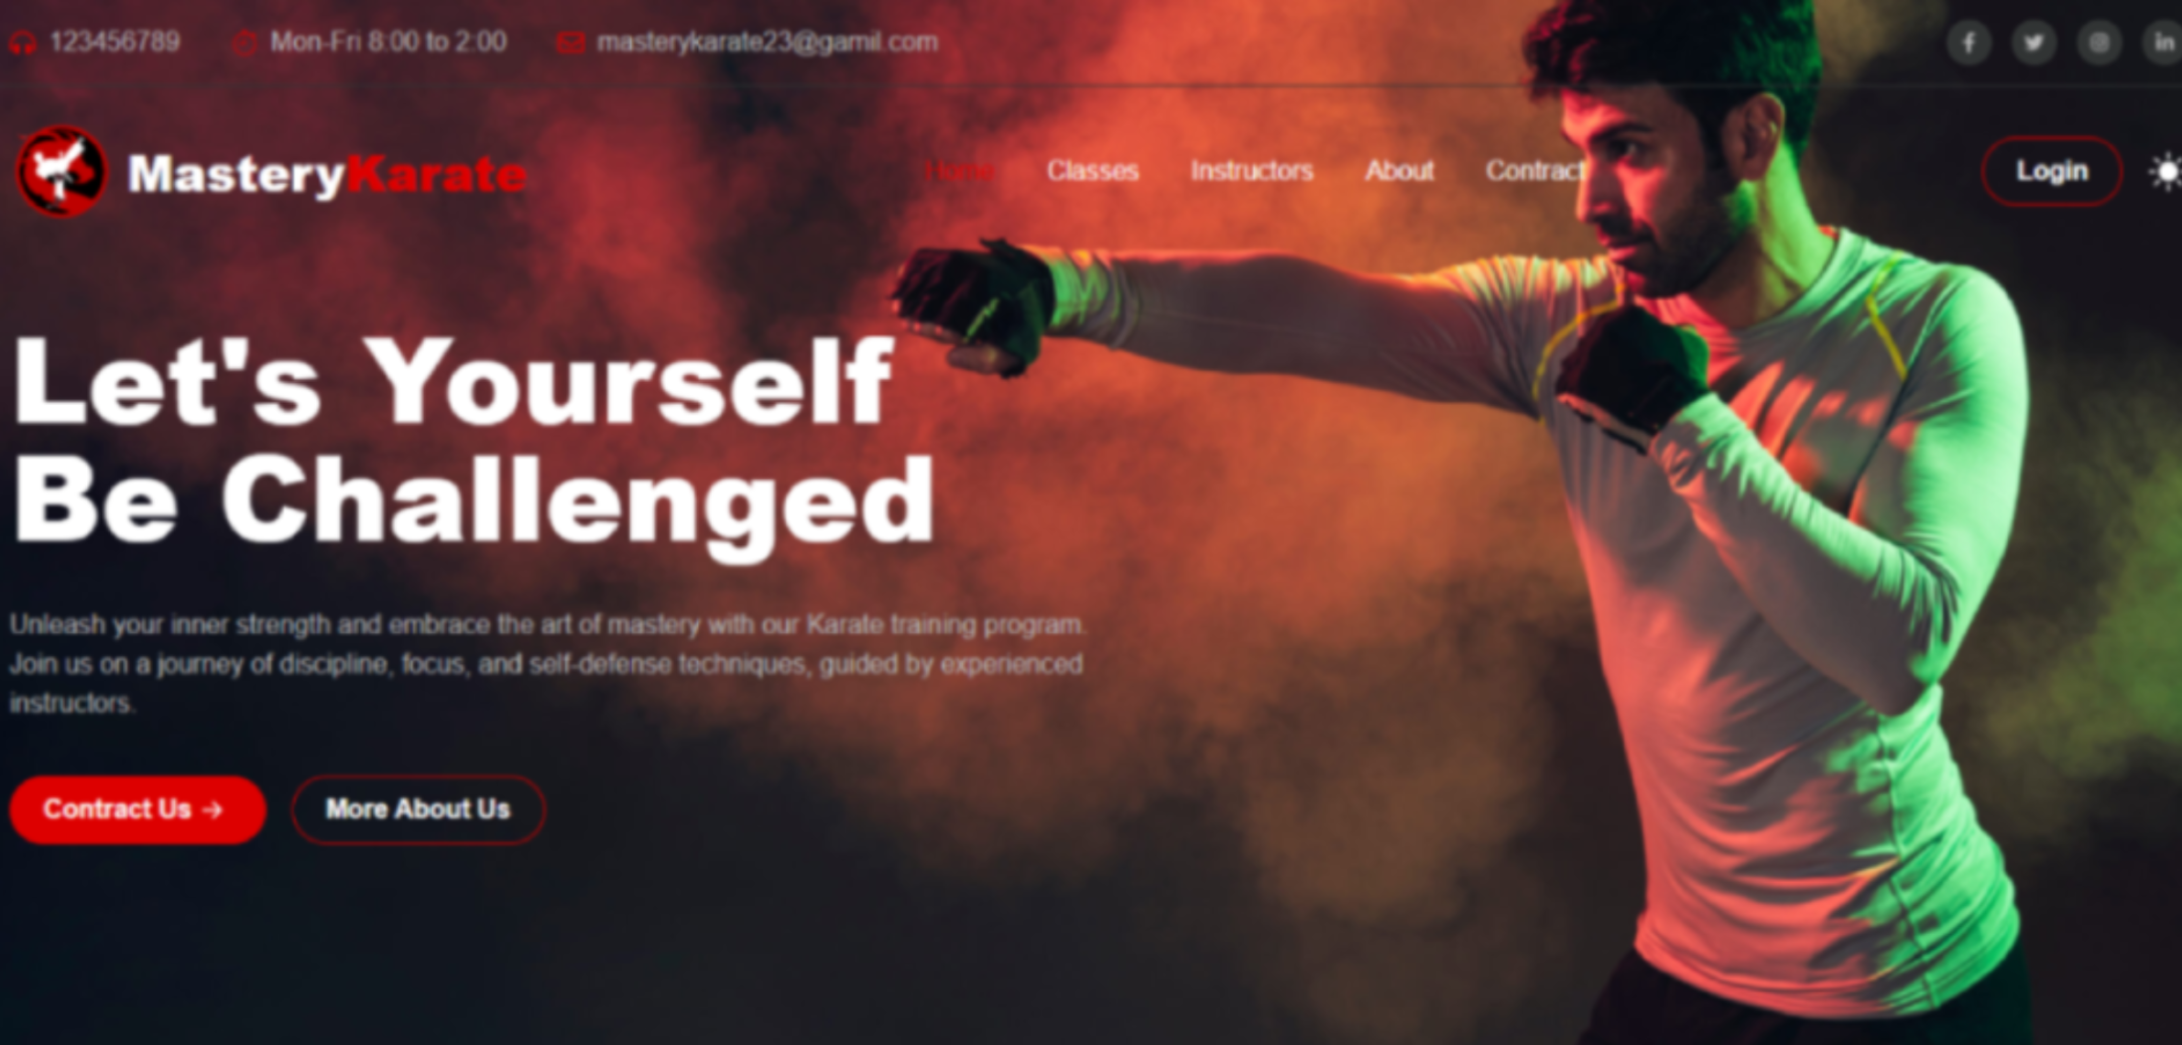 123456789 Mon-Fri 8:00 to 2:00 masterykarate23@gamil.com
MasteryKarate Home Classes Instructors About Contract Login
Let's Yourself
Be Challenged
Unleash your inner strength and embrace the art of mastery with our Karate training program.
Join us on a journey of discipline, focus, and self-defense techniques, guided by experienced
instructors.
Contract Us → More About Us